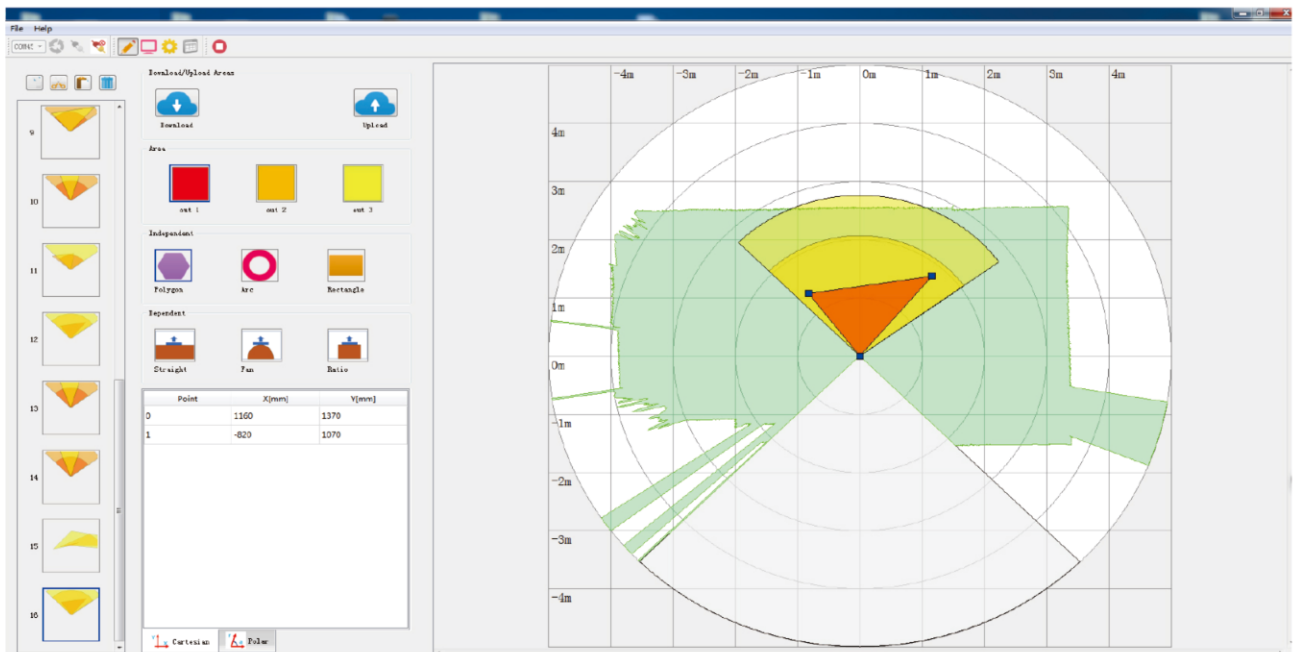 File Help
Download/Upload Areas
Download Upload
Area
out 1 out 2 out 3
Independent
Polygon Arc Rectangle
Dependent
Straight Fan Ratio
Point X(mm) Y(mm)
0 1160 1370
1 -820 1070
Cartesian Polar
9
10
11
12
13
14
15
16
-4m -3m -2m -1m 0m 1m 2m 3m 4m
4m
3m
2m
1m
0m
-1m
-2m
-3m
-4m